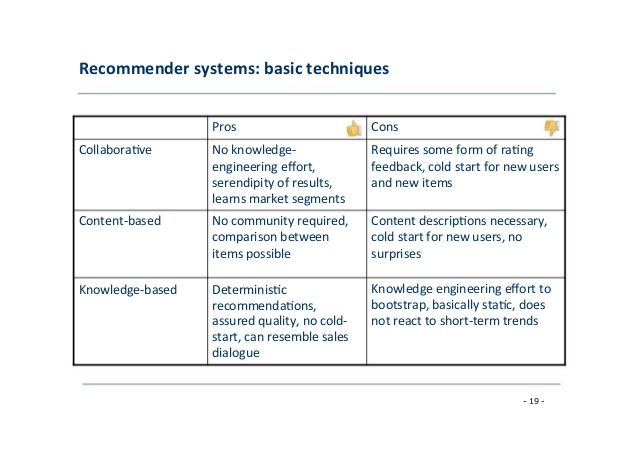 Recommender systems: basic techniques
Pros
Cons
Collaborative
No knowledge-
engineering effort,
serendipity of results,
learns market segments
Requires some form of rating
feedback, cold start for new users
and new items
Content-based
No community required,
comparison between
items possible
Content descriptions necessary,
cold start for new users, no
surprises
Knowledge-based
Deterministic
recommendations,
assured quality, no cold-
start, can resemble sales
dialogue
Knowledge engineering effort to
bootstrap, basically static, does
not react to short-term trends
- 19 -